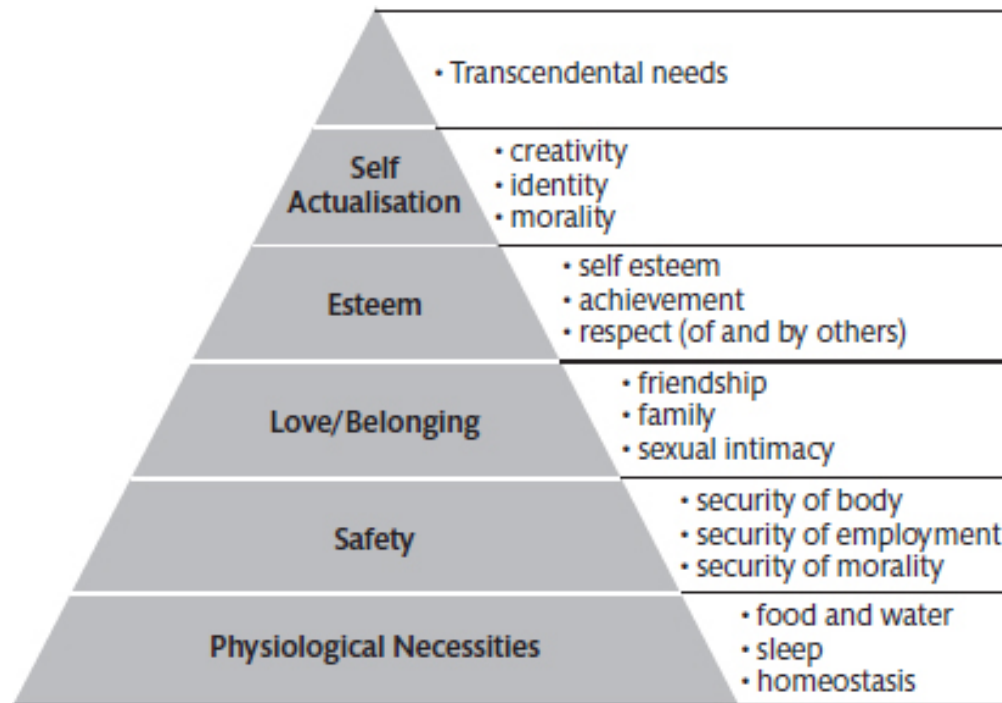 • Transcendental needs
Self
Actualisation
• creativity
• identity
• morality
Esteem
• self esteem
• achievement
• respect (of and by others)
Love/Belonging
• friendship
• family
• sexual intimacy
Safety
• security of body
• security of employment
• security of morality
Physiological Necessities
• food and water
• sleep
• homeostasis